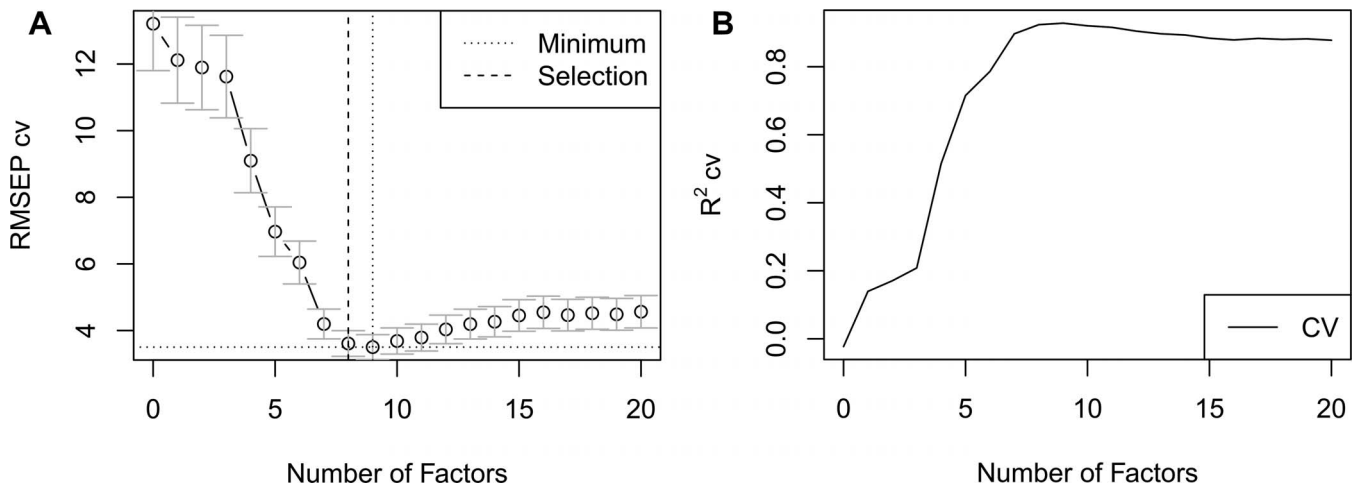 A
Minimum
Selection
RMSEP cv
12
10
8
6
4
0 5 10 15 20
Number of Factors
B
R² cv
0.8
0.6
0.4
0.2
0.0
CV
0 5 10 15 20
Number of Factors